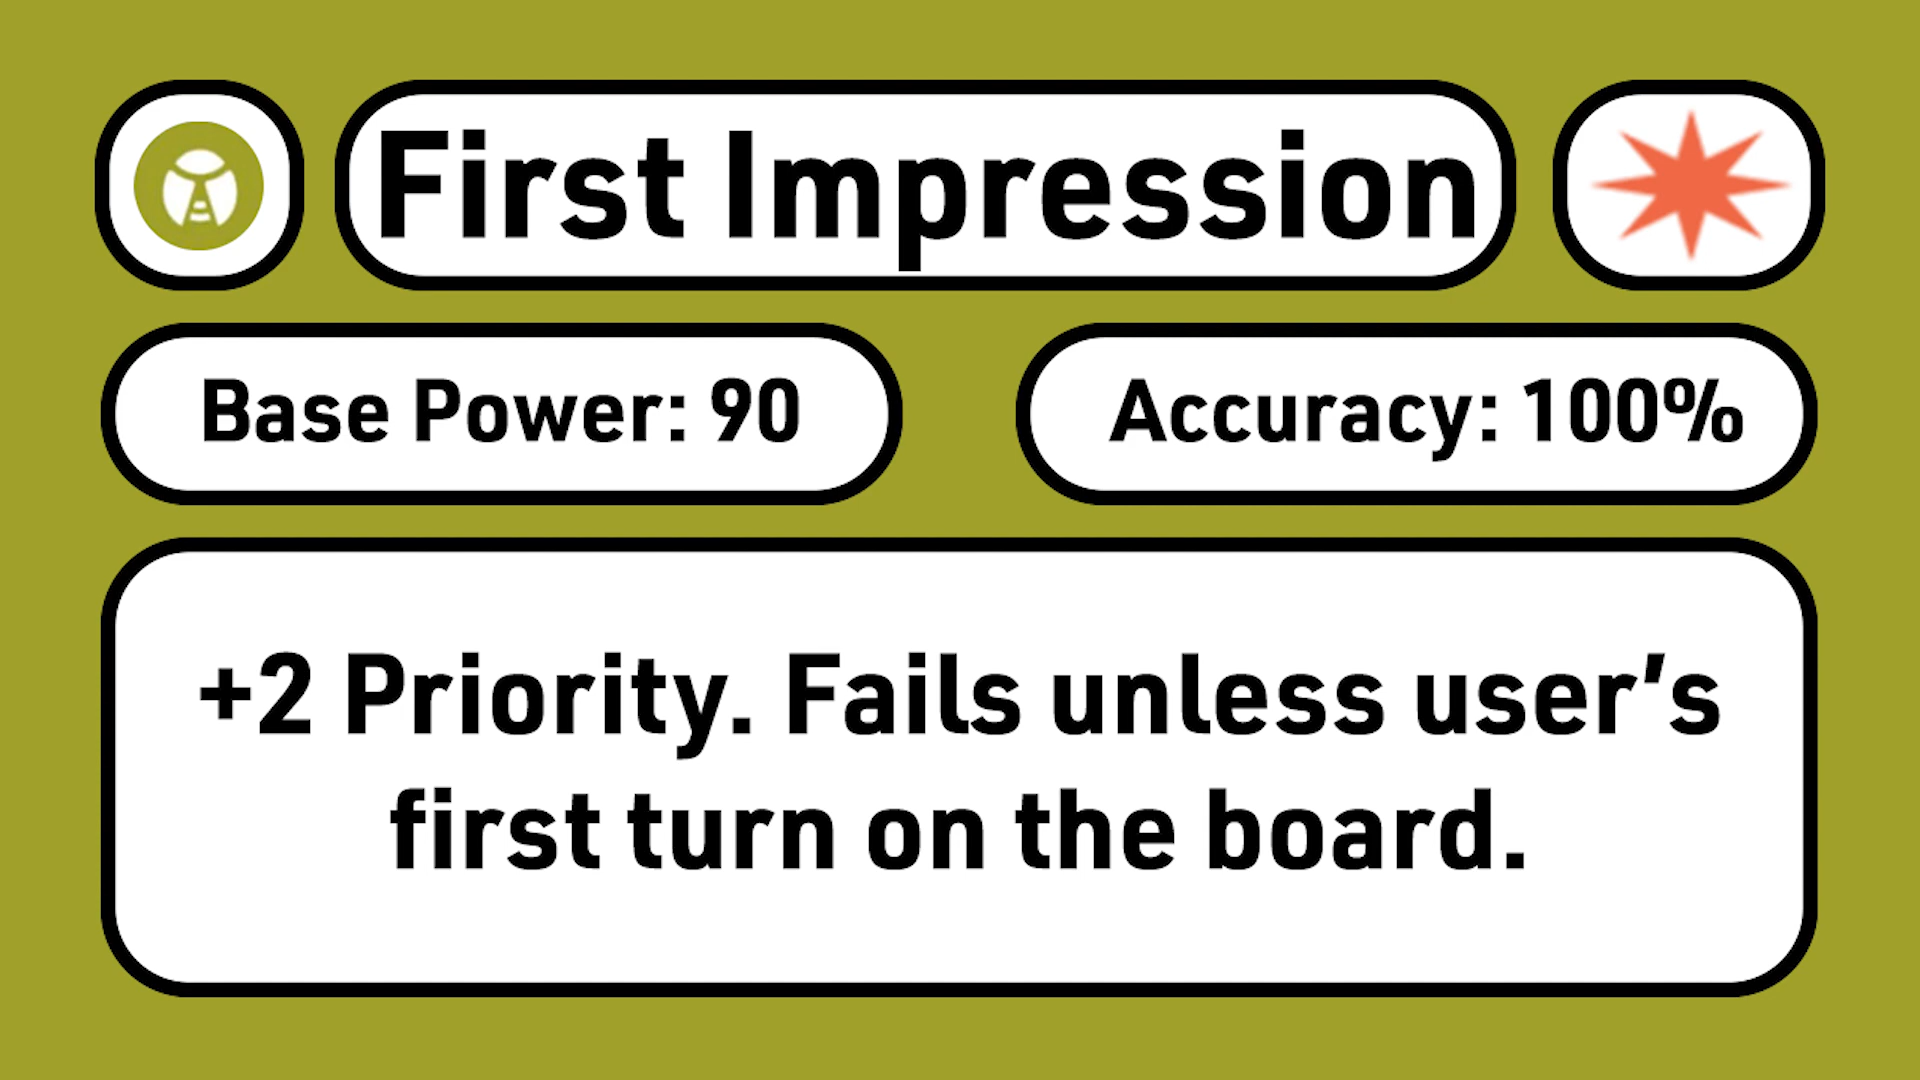 First Impression
Base Power: 90
Accuracy: 100%
+2 Priority. Fails unless user’s
first turn on the board.